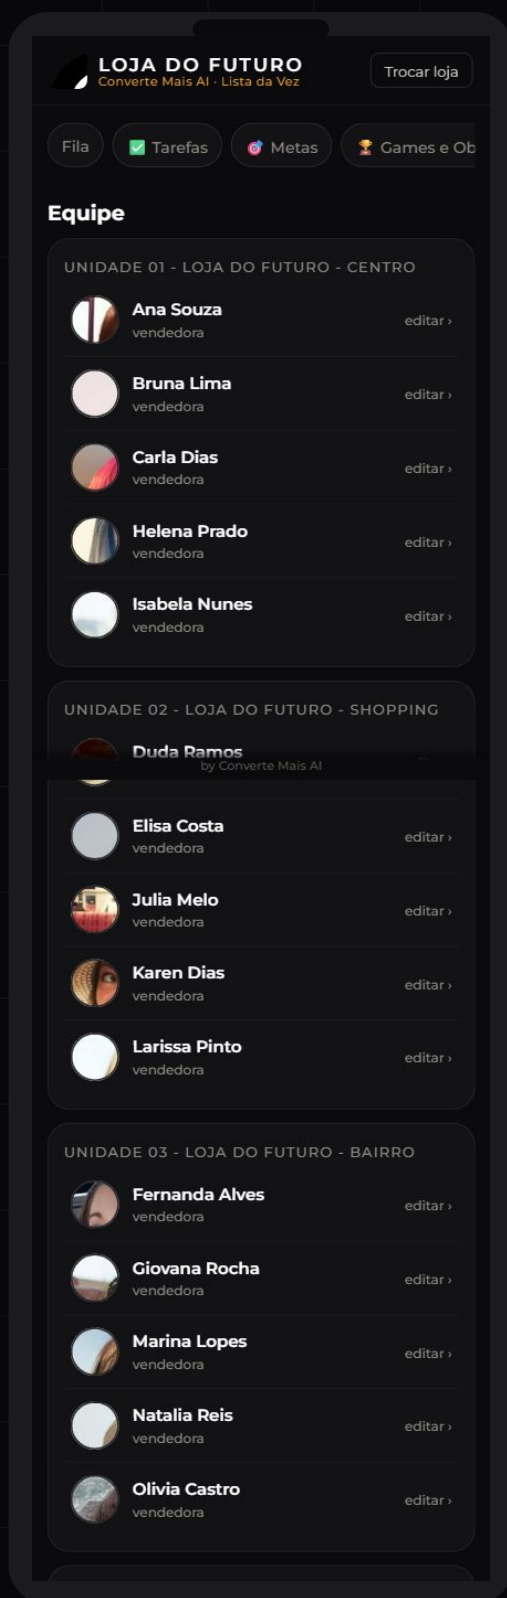 LOJA DO FUTURO
Converte Mais AI · Lista da Vez
Trocar loja
Fila
✅ Tarefas
🎯 Metas
🏆 Games e Ob
Equipe
UNIDADE 01 - LOJA DO FUTURO - CENTRO
Ana Souza
vendedora
editar ›
Bruna Lima
vendedora
editar ›
Carla Dias
vendedora
editar ›
Helena Prado
vendedora
editar ›
Isabela Nunes
vendedora
editar ›
UNIDADE 02 - LOJA DO FUTURO - SHOPPING
Duda Ramos
by Converte Mais AI
Elisa Costa
vendedora
editar ›
Julia Melo
vendedora
editar ›
Karen Dias
vendedora
editar ›
Larissa Pinto
vendedora
editar ›
UNIDADE 03 - LOJA DO FUTURO - BAIRRO
Fernanda Alves
vendedora
editar ›
Giovana Rocha
vendedora
editar ›
Marina Lopes
vendedora
editar ›
Natalia Reis
vendedora
editar ›
Olivia Castro
vendedora
editar ›